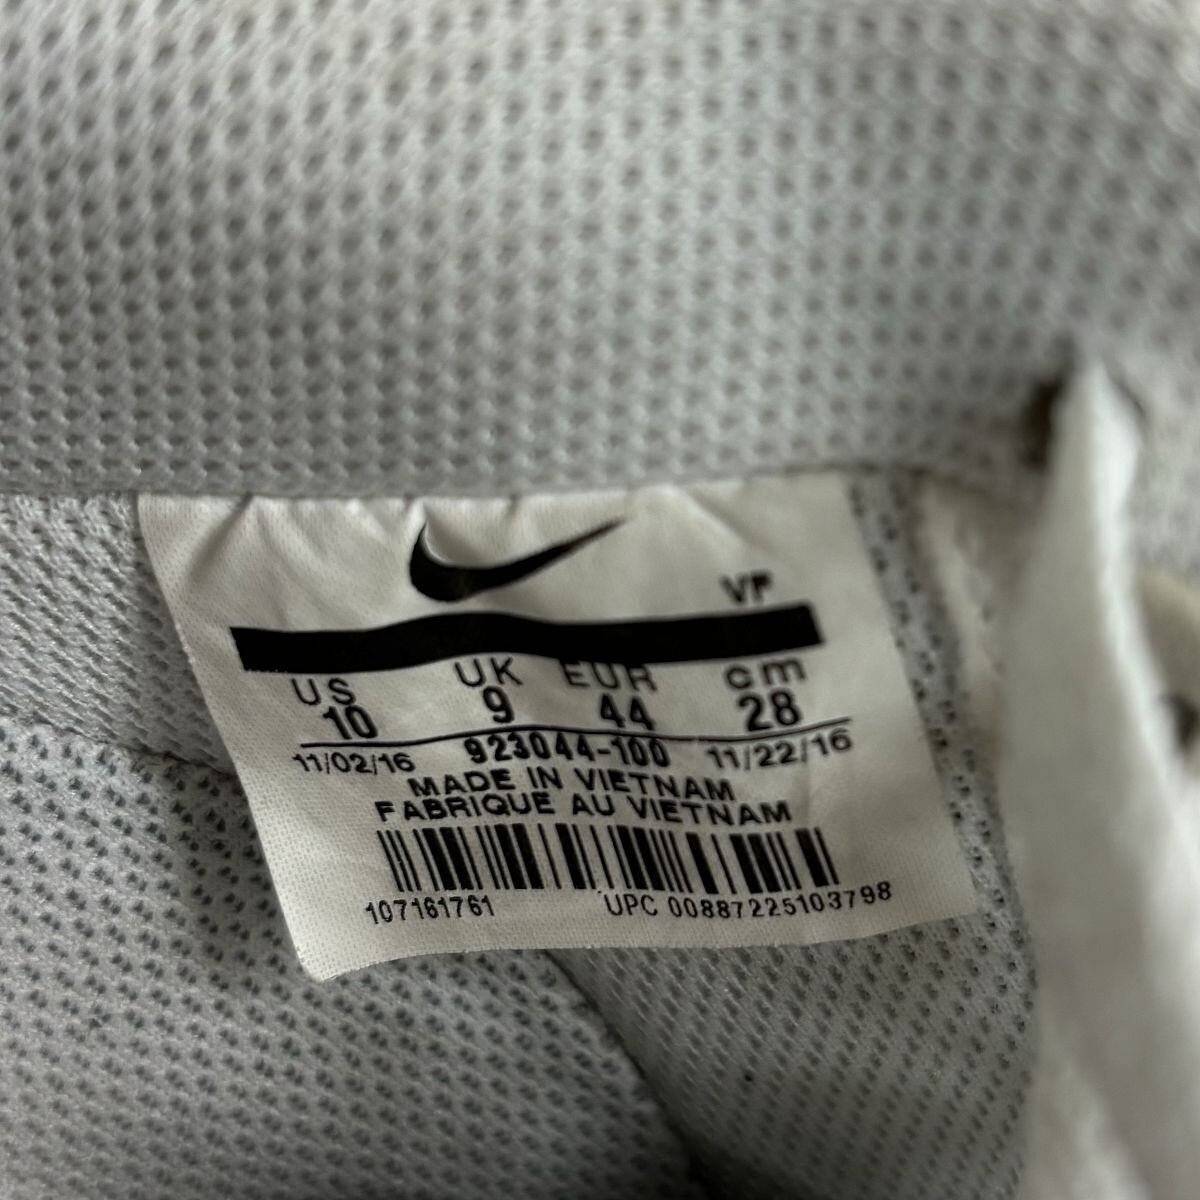 VF
US UK EUR cm
10 9 44 28
11/02/16 923044-100 11/22/16
MADE IN VIETNAM
FABRIQUE AU VIETNAM
107161761 UPC 00887225103798